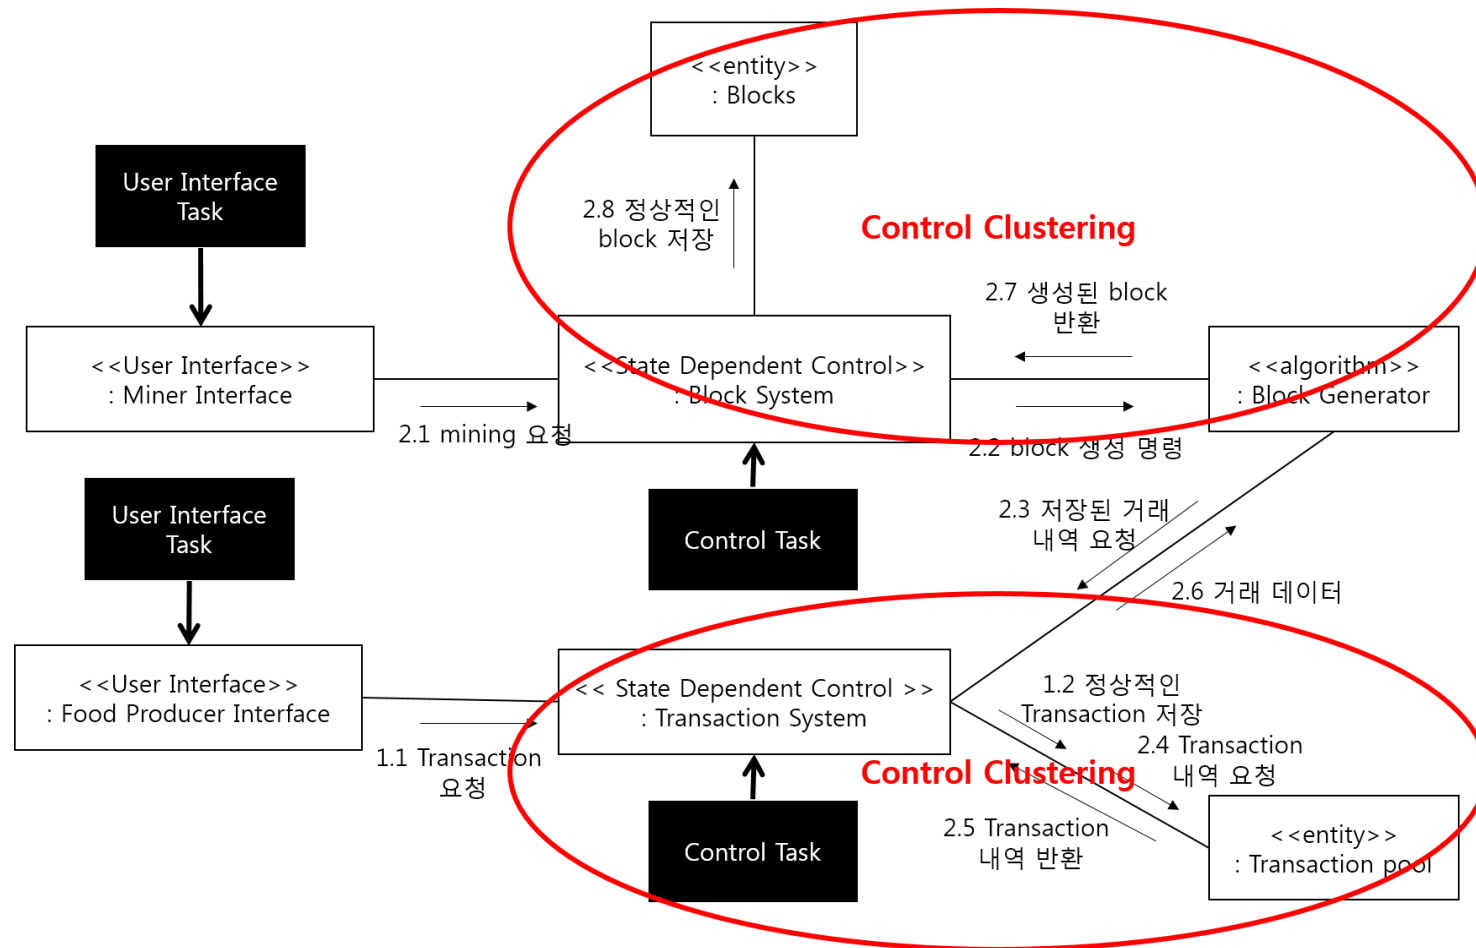 <<entity>>
: Blocks
User Interface
Task
2.8 정상적인
block 저장
Control Clustering
2.7 생성된 block
반환
<<User Interface>>
: Miner Interface
<<State Dependent Control>>
: Block System
<<algorithm>>
: Block Generator
2.1 mining 요청
2.2 block 생성 명령
User Interface
Task
Control Task
2.3 저장된 거래
내역 요청
2.6 거래 데이터
<<User Interface>>
: Food Producer Interface
<< State Dependent Control >>
: Transaction System
1.2 정상적인
Transaction 저장
1.1 Transaction
요청
2.4 Transaction
내역 요청
Control Clustering
Control Task
2.5 Transaction
내역 반환
<<entity>>
: Transaction pool